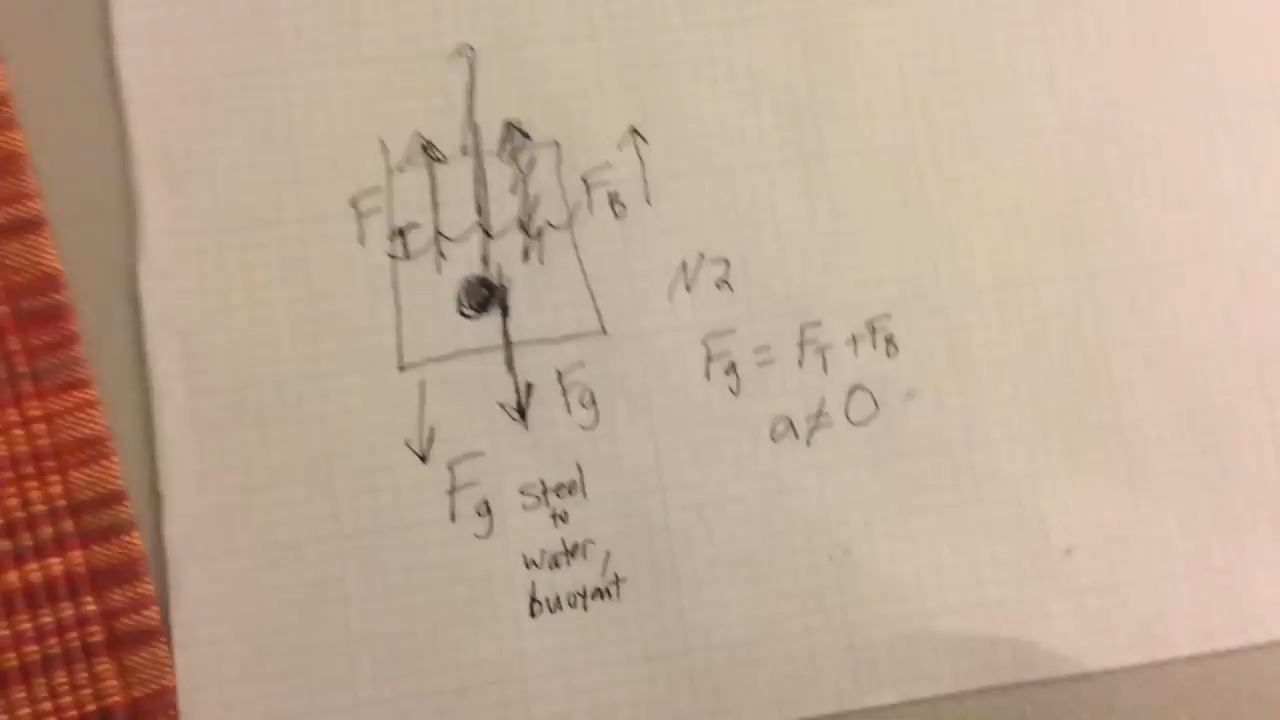 F_T
F_B
N2
F_g = F_T + F_B
a ≠ 0
F_g
F_g steel
to
water,
buoyant